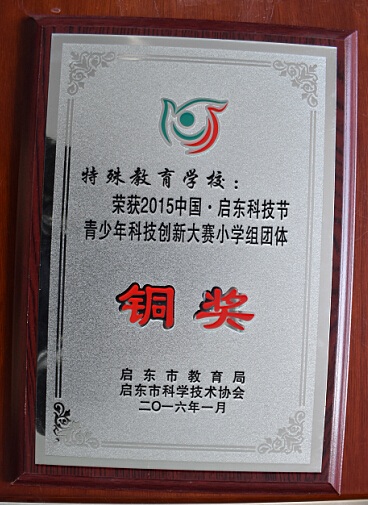 特殊教育学校：
荣获2015中国·启东科技节
青少年科技创新大赛小学组团体
铜奖
启东市教育局
启东市科学技术协会
二〇一六年一月